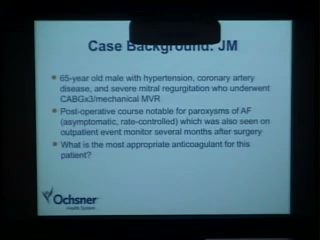 Case Background: JM
65-year old male with hypertension, coronary artery
disease, and severe mitral regurgitation who underwent
CABGx3/mechanical MVR
Post-operative course notable for paroxysms of AF
(asymptomatic, rate-controlled) which was also seen on
outpatient event monitor several months after surgery
What is the most appropriate anticoagulant for this
patient?
Ochsner
Health System